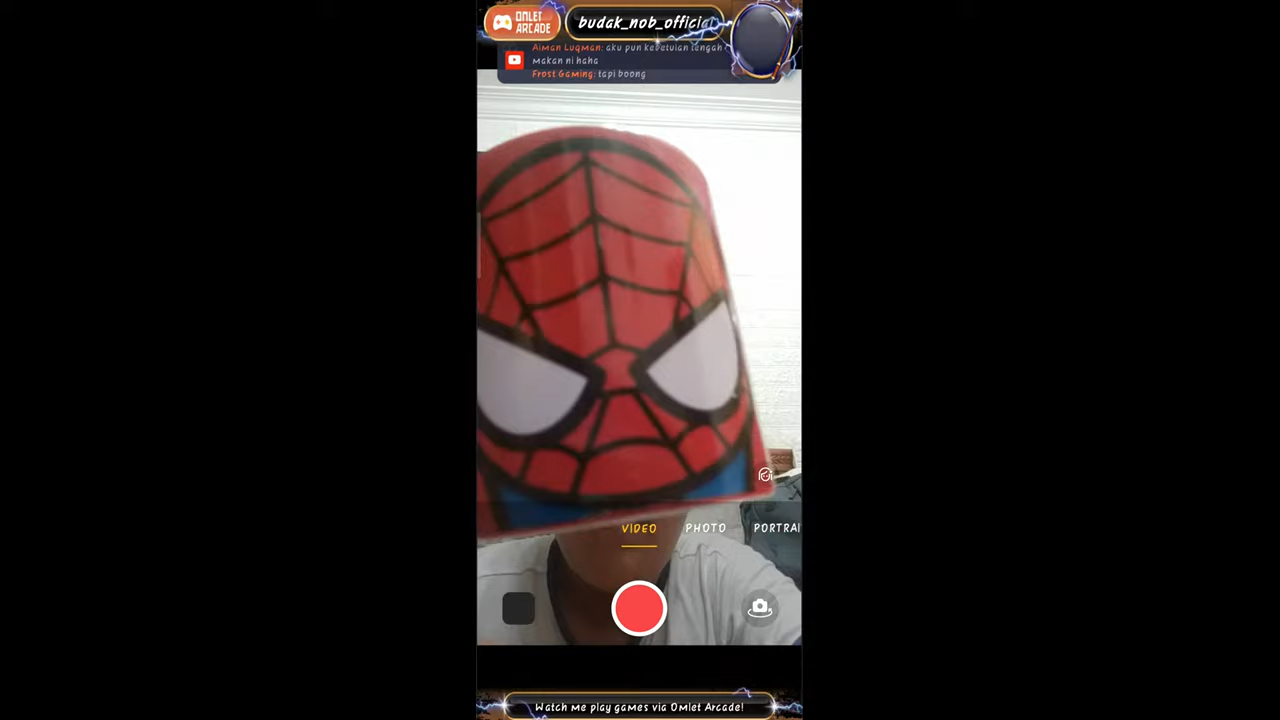 OMLET
ARCADE
budak_nob_official
Aiman Luqman: aku pun kebetulan tengah
makan ni haha
Frost Gaming: tapi boong
VIDEO
PHOTO
PORTRAI
Watch me play games via Omlet Arcade!